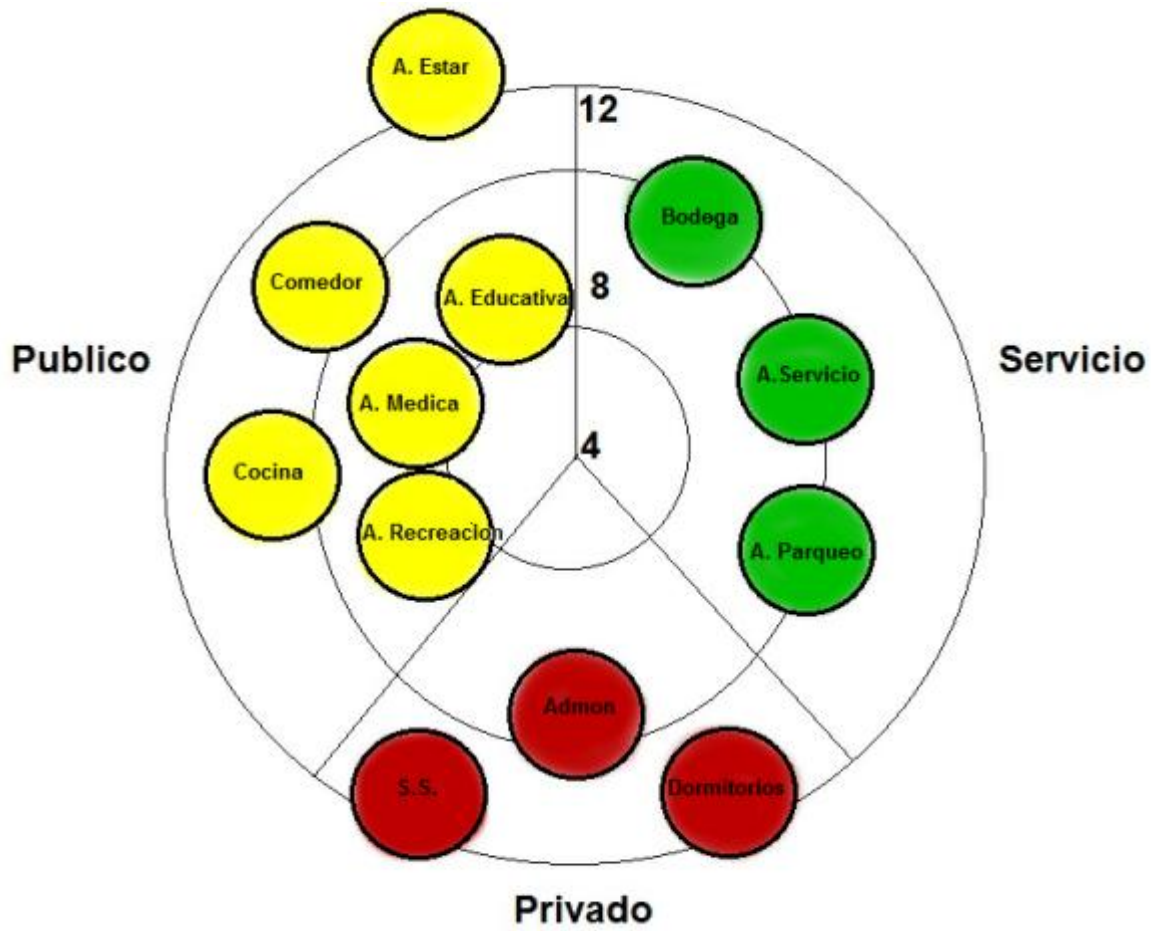 A. Estar
12
Bodega
Comedor
8
A. Educativa
Publico
Servicio
A. Servicio
A. Medica
4
Cocina
A. Recreacion
A. Parqueo
Admon
S.S.
Dormitorios
Privado